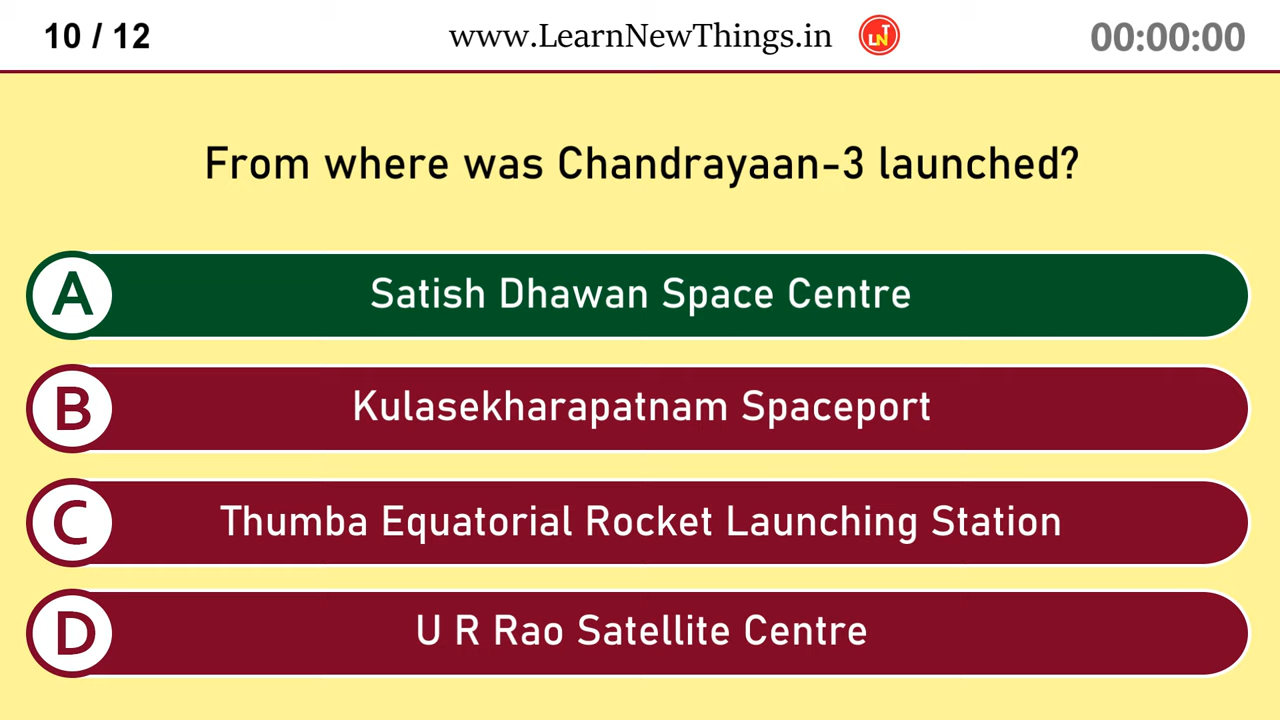 10 / 12
www.LearnNewThings.in
LNT
00:00:00
From where was Chandrayaan-3 launched?
A
Satish Dhawan Space Centre
B
Kulasekharapatnam Spaceport
C
Thumba Equatorial Rocket Launching Station
D
U R Rao Satellite Centre